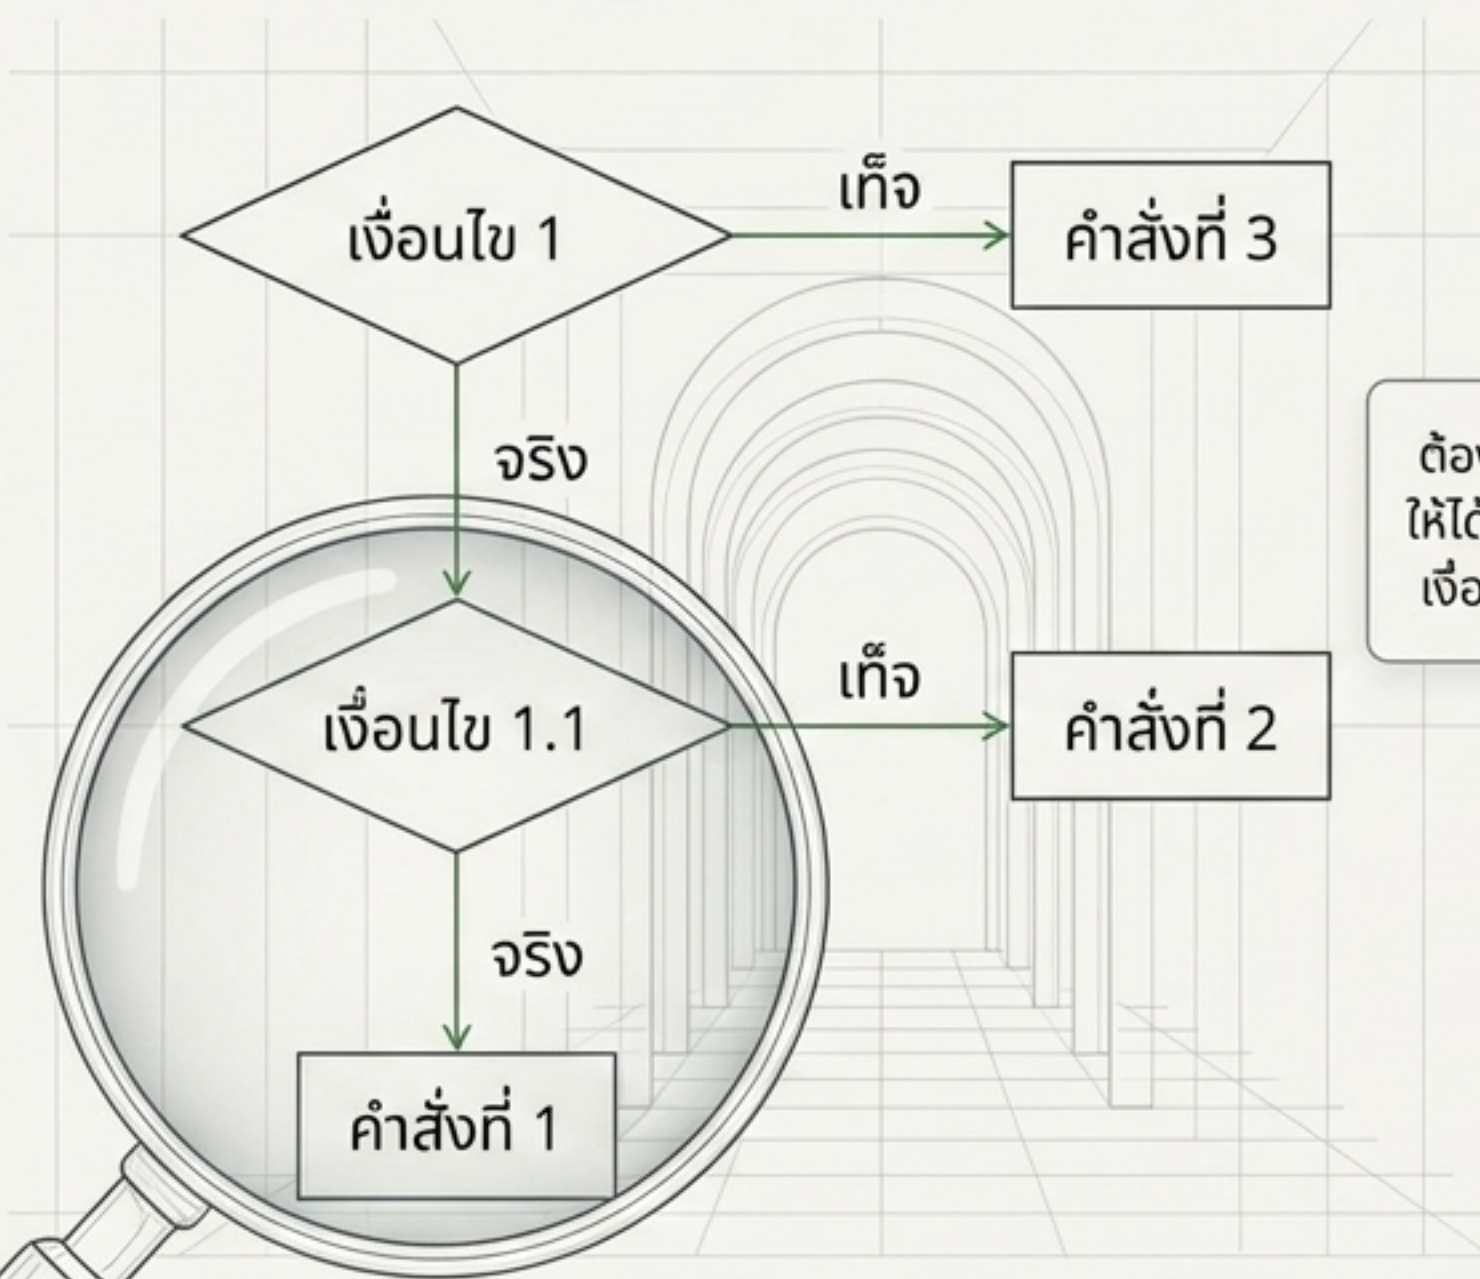 เงื่อนไข 1
เท็จ
คำสั่งที่ 3
จริง
เงื่อนไข 1.1
เท็จ
คำสั่งที่ 2
จริง
คำสั่งที่ 1